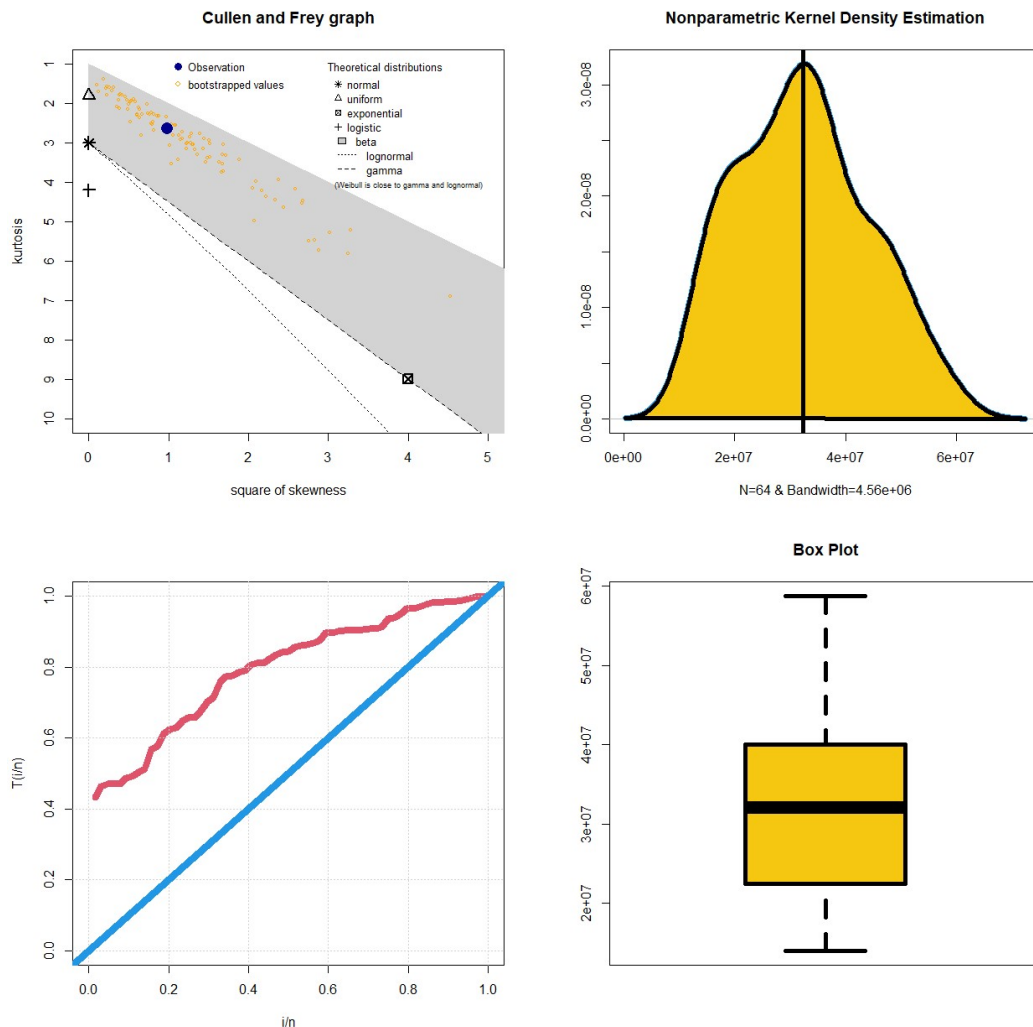 Cullen and Frey graph
Observation
bootstrapped values
Theoretical distributions
normal
uniform
exponential
logistic
beta
lognormal
gamma
(Weibull is close to gamma and lognormal)
kurtosis
1
2
3
4
5
6
7
8
9
10
0 1 2 3 4 5
square of skewness
Nonparametric Kernel Density Estimation
3.0e-08
2.0e-08
1.0e-08
0.0e+00
0e+00 2e+07 4e+07 6e+07
N=64 & Bandwidth=4.56e+06
T(i/n)
1.0
0.8
0.6
0.4
0.2
0.0
0.0 0.2 0.4 0.6 0.8 1.0
i/n
Box Plot
6e+07
5e+07
4e+07
3e+07
2e+07